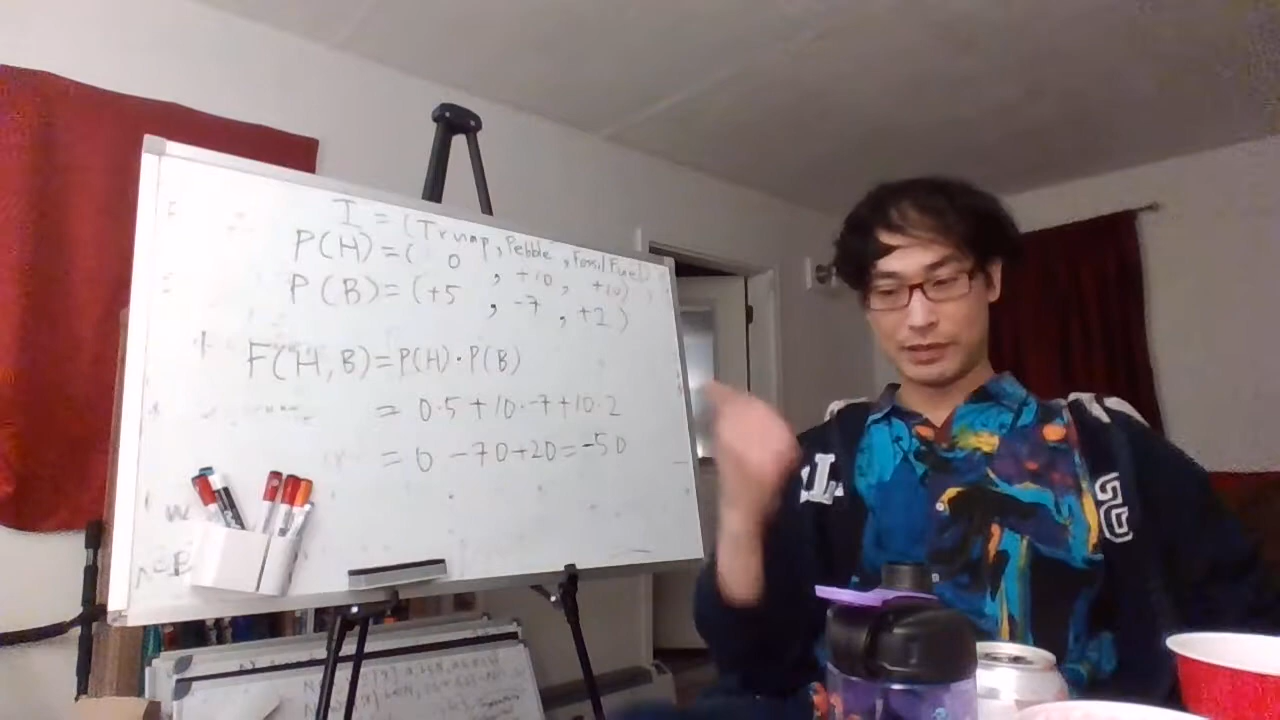 I = (Trump, Pebble, Fossil Fuel)
P(H)=( 0 , +10, +10)
P(B)=(+5 , -7 , +2)
F(H,B)=P(H)·P(B)
= 0·5+10·-7+10·2
= 0 -70+20=-50